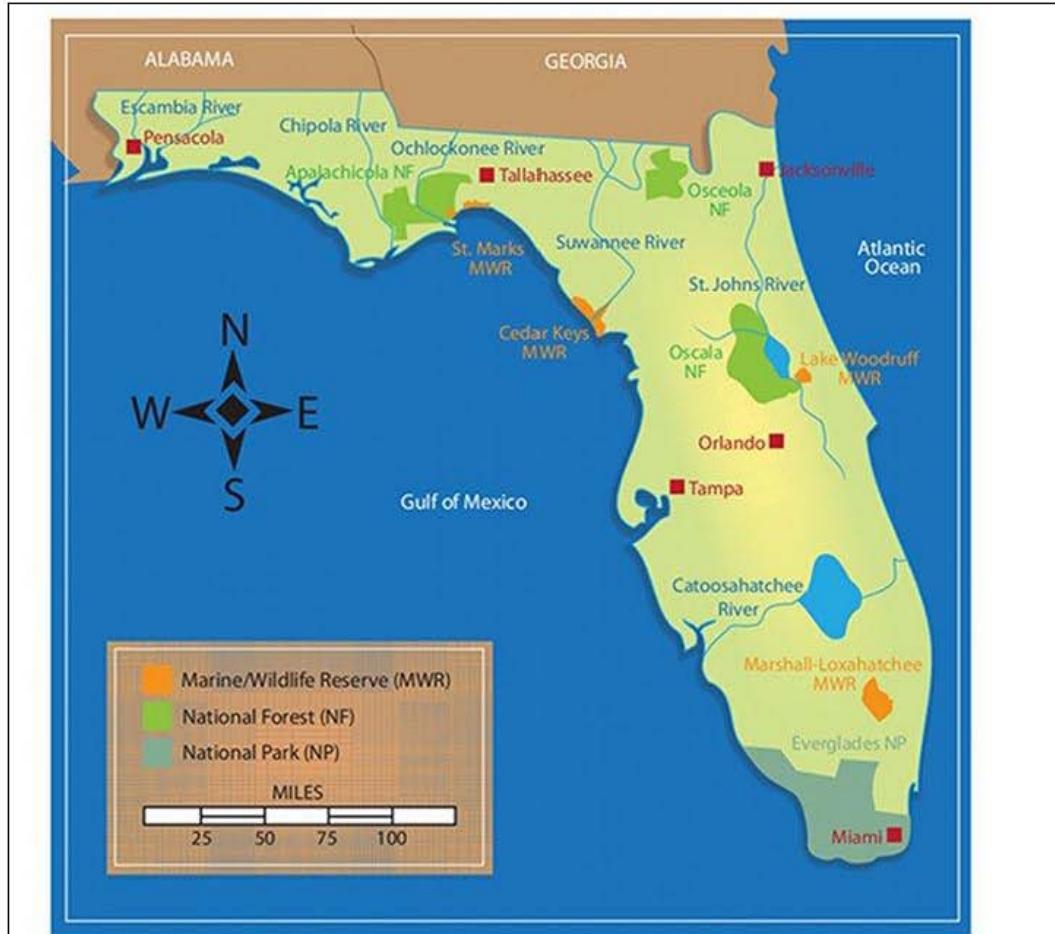 ALABAMA
GEORGIA
Escambia River
Pensacola
Chipola River
Ochlockonee River
Apalachicola NF
Tallahassee
Jacksonville
Osceola
NF
St. Marks
MWR
Suwannee River
Atlantic
Ocean
St. Johns River
Cedar Keys
MWR
Oscala
NF
Lake Woodruff
MWR
N
W
E
S
Orlando
Tampa
Gulf of Mexico
Catoosahatchee
River
Marshall-Loxahatchee
MWR
Everglades NP
Miami
Marine/Wildlife Reserve (MWR)
National Forest (NF)
National Park (NP)
MILES
25 50 75 100